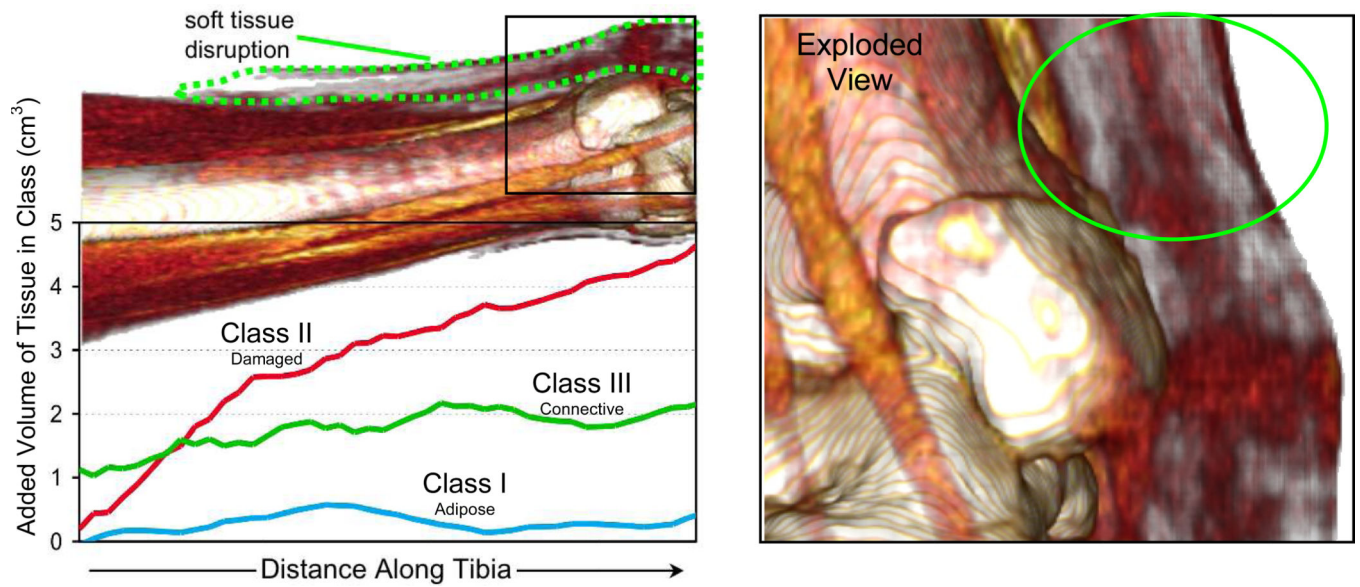 soft tissue
disruption
Exploded
View
Added Volume of Tissue in Class (cm³)
5
4
3
2
1
0
Class II
Damaged
Class III
Connective
Class I
Adipose
Distance Along Tibia